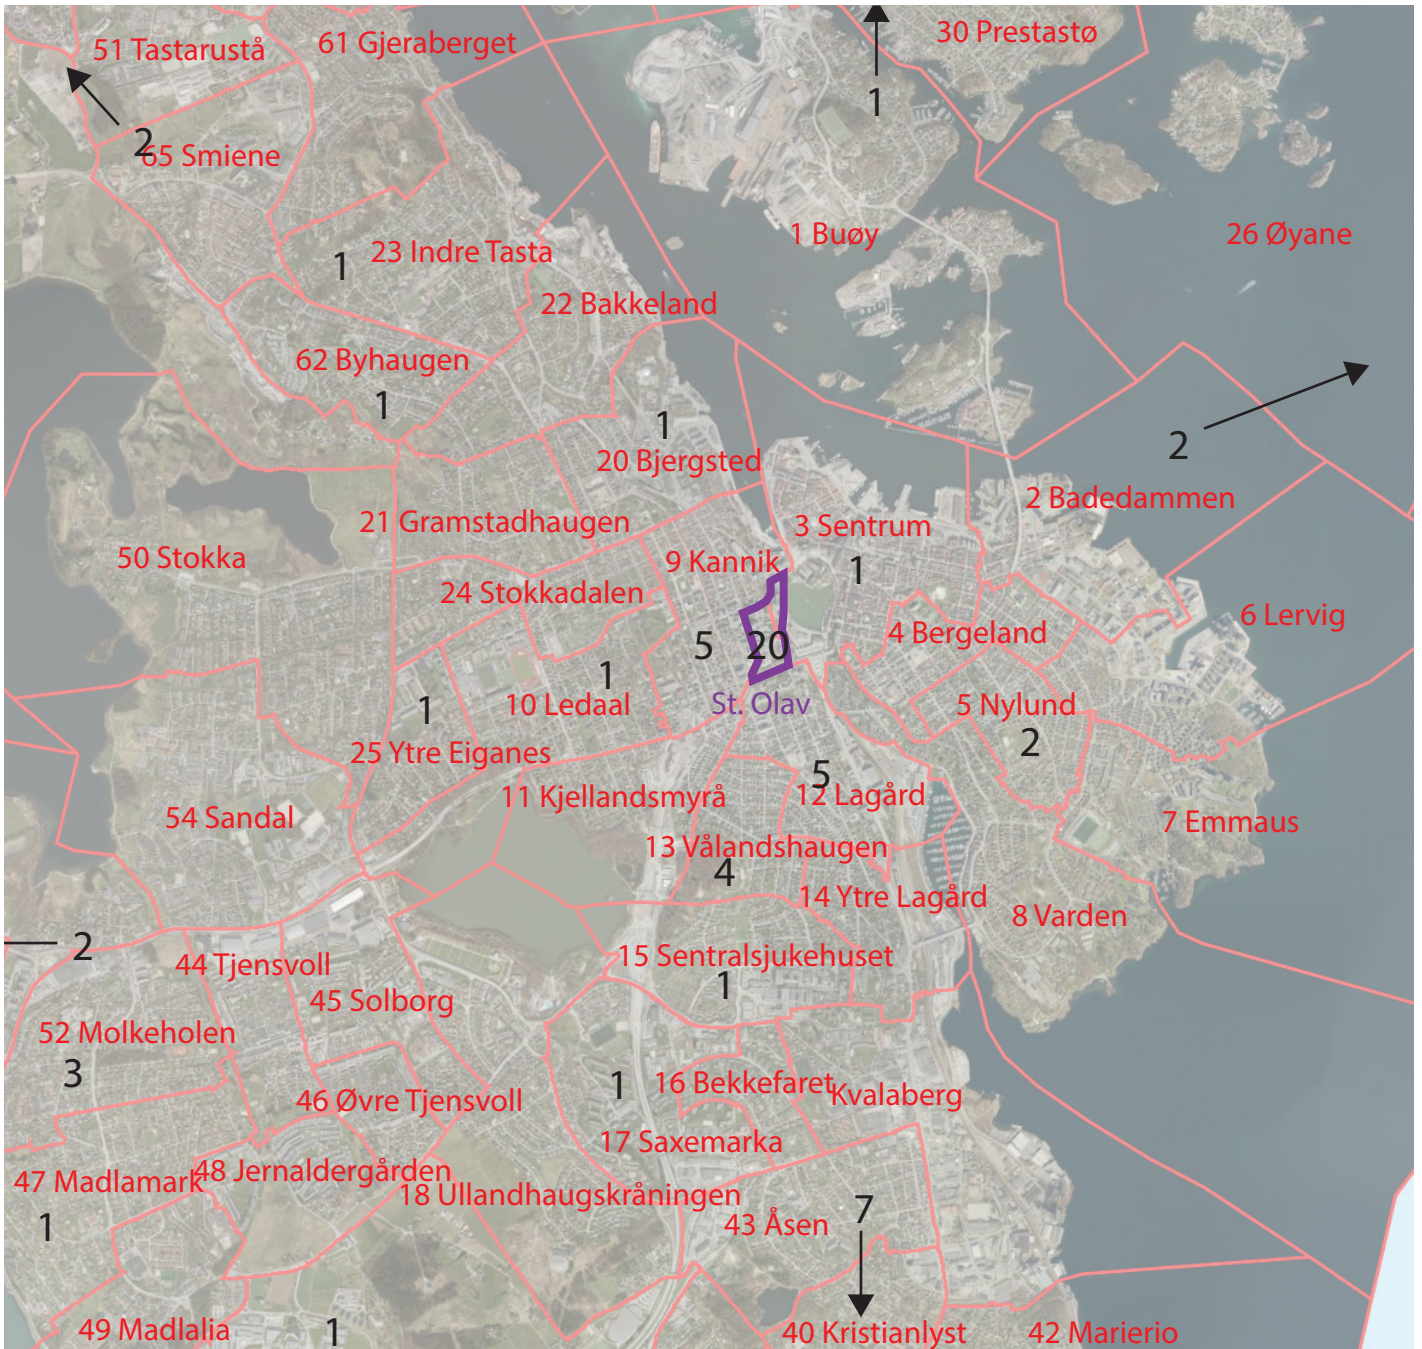 61 Gjeraberget
30 Prestastø
51 Tastarustå
1
2
65 Smiene
1 Buøy
26 Øyane
23 Indre Tasta
1
22 Bakkeland
62 Byhaugen
1
1
2
20 Bjergsted
2 Badedammen
21 Gramstadhaugen
3 Sentrum
50 Stokka
9 Kannik
1
24 Stokkadalen
6 Lervig
4 Bergeland
5
20
1
10 Ledaal
St. Olav
5 Nylund
1
2
25 Ytre Eiganes
5
11 Kjellandsmyrå
12 Lagård
54 Sandal
7 Emmaus
13 Vålandshaugen
4
14 Ytre Lagård
8 Varden
2
15 Sentralsjukehuset
44 Tjensvoll
1
45 Solborg
52 Molkeholen
3
1
16 Bekkefaret
Kvalaberg
46 Øvre Tjensvoll
17 Saxemarka
48 Jernaldergården
47 Madlamark
18 Ullandhaugskråningen
7
1
43 Åsen
49 Madlalia
1
40 Kristianlyst
42 Marierio